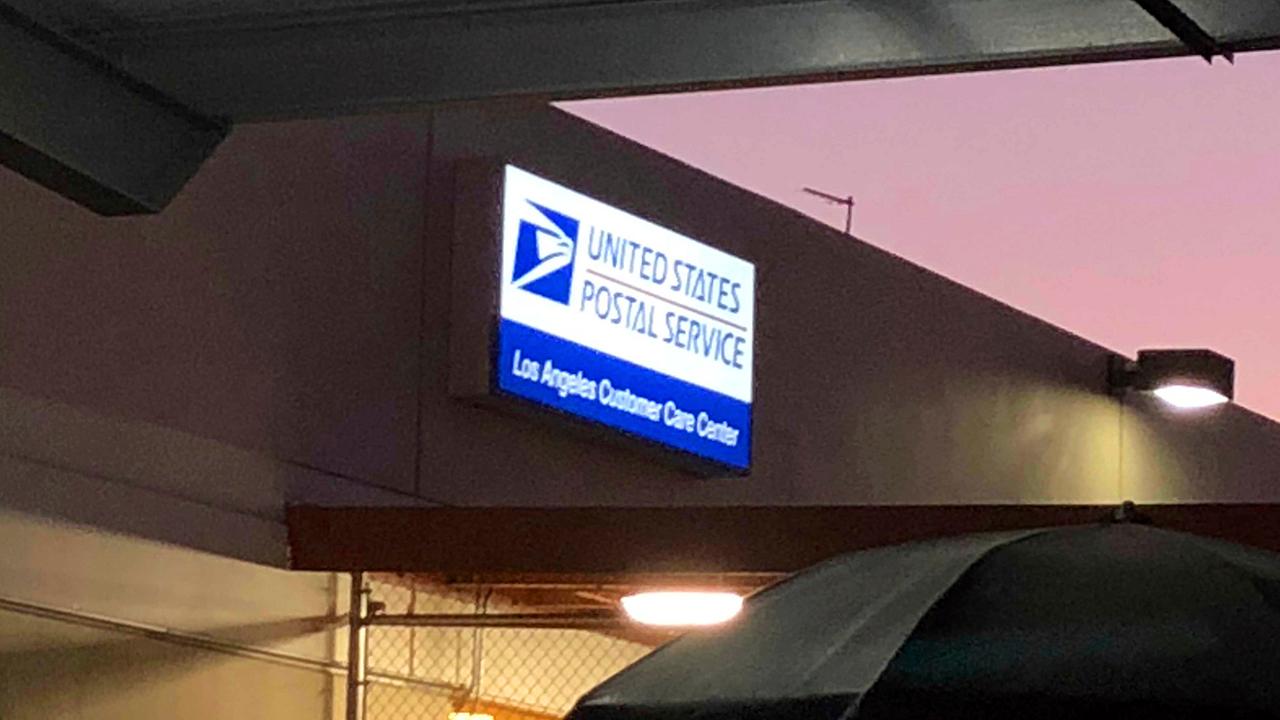 UNITED STATES
POSTAL SERVICE
Los Angeles Customer Care Center